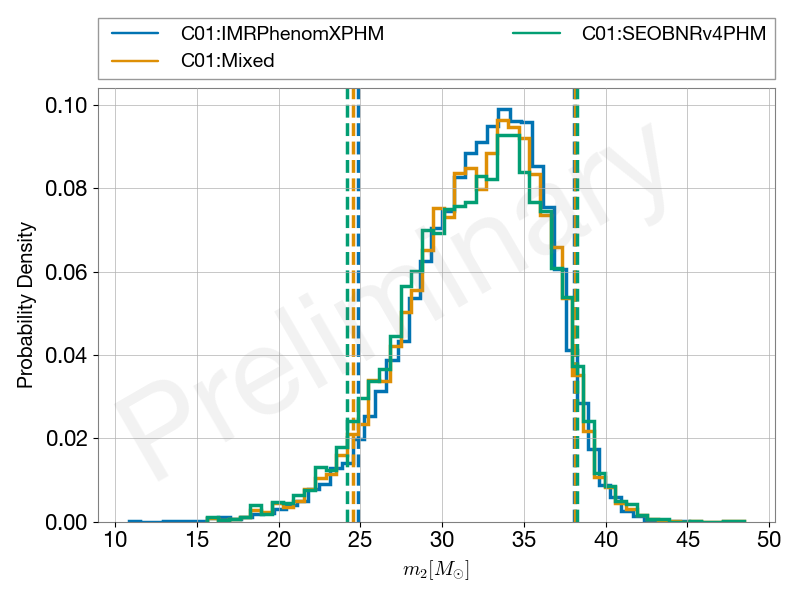 C01:IMRPhenomXPHM
C01:Mixed
C01:SEOBNRv4PHM
0.10
0.08
0.06
0.04
0.02
0.00
Probability Density
Preliminary
10 15 20 25 30 35 40 45 50
m₂[M☉]